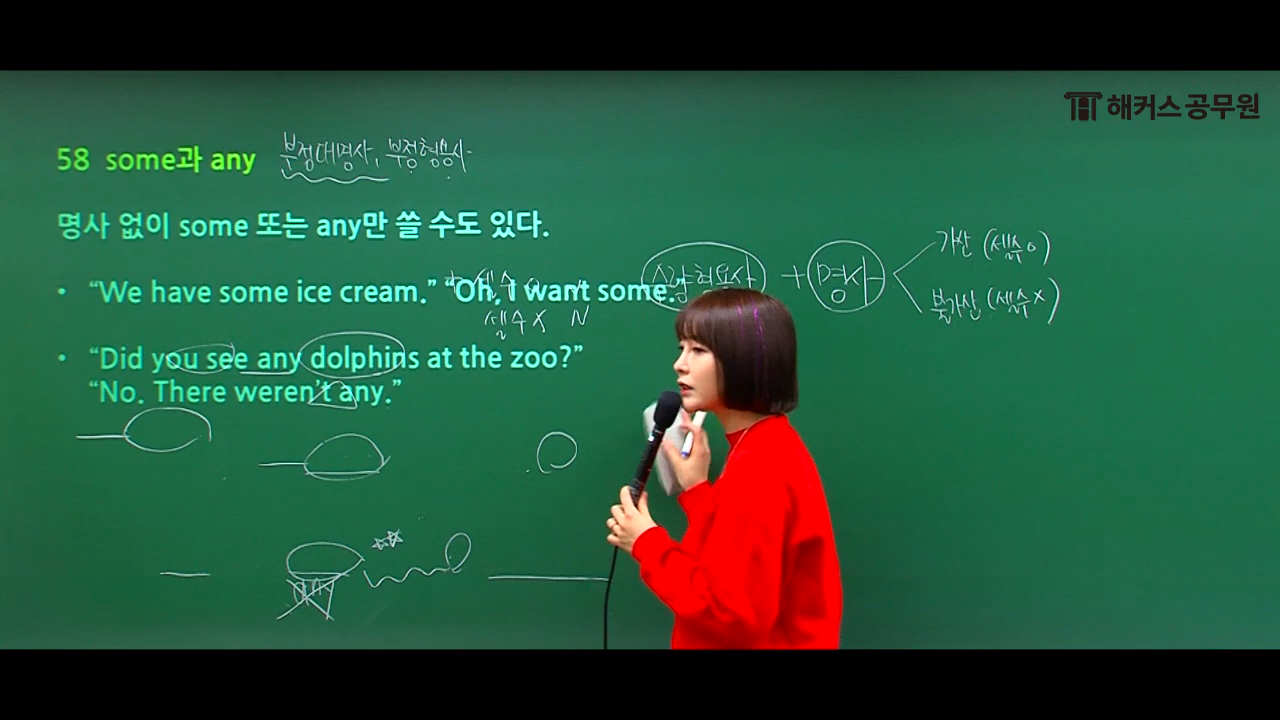 해커스 공무원
58 some과 any 부정대명사, 부정형용사
명사 없이 some 또는 any만 쓸 수도 있다.
가산 (셀수o)
수량형용사 + 명사
불가산 (셀수x)
• “We have some ice cream.” “Oh, I want some.”
셀수x N
• “Did you see any dolphins at the zoo?”
“No. There weren’t any.”
any